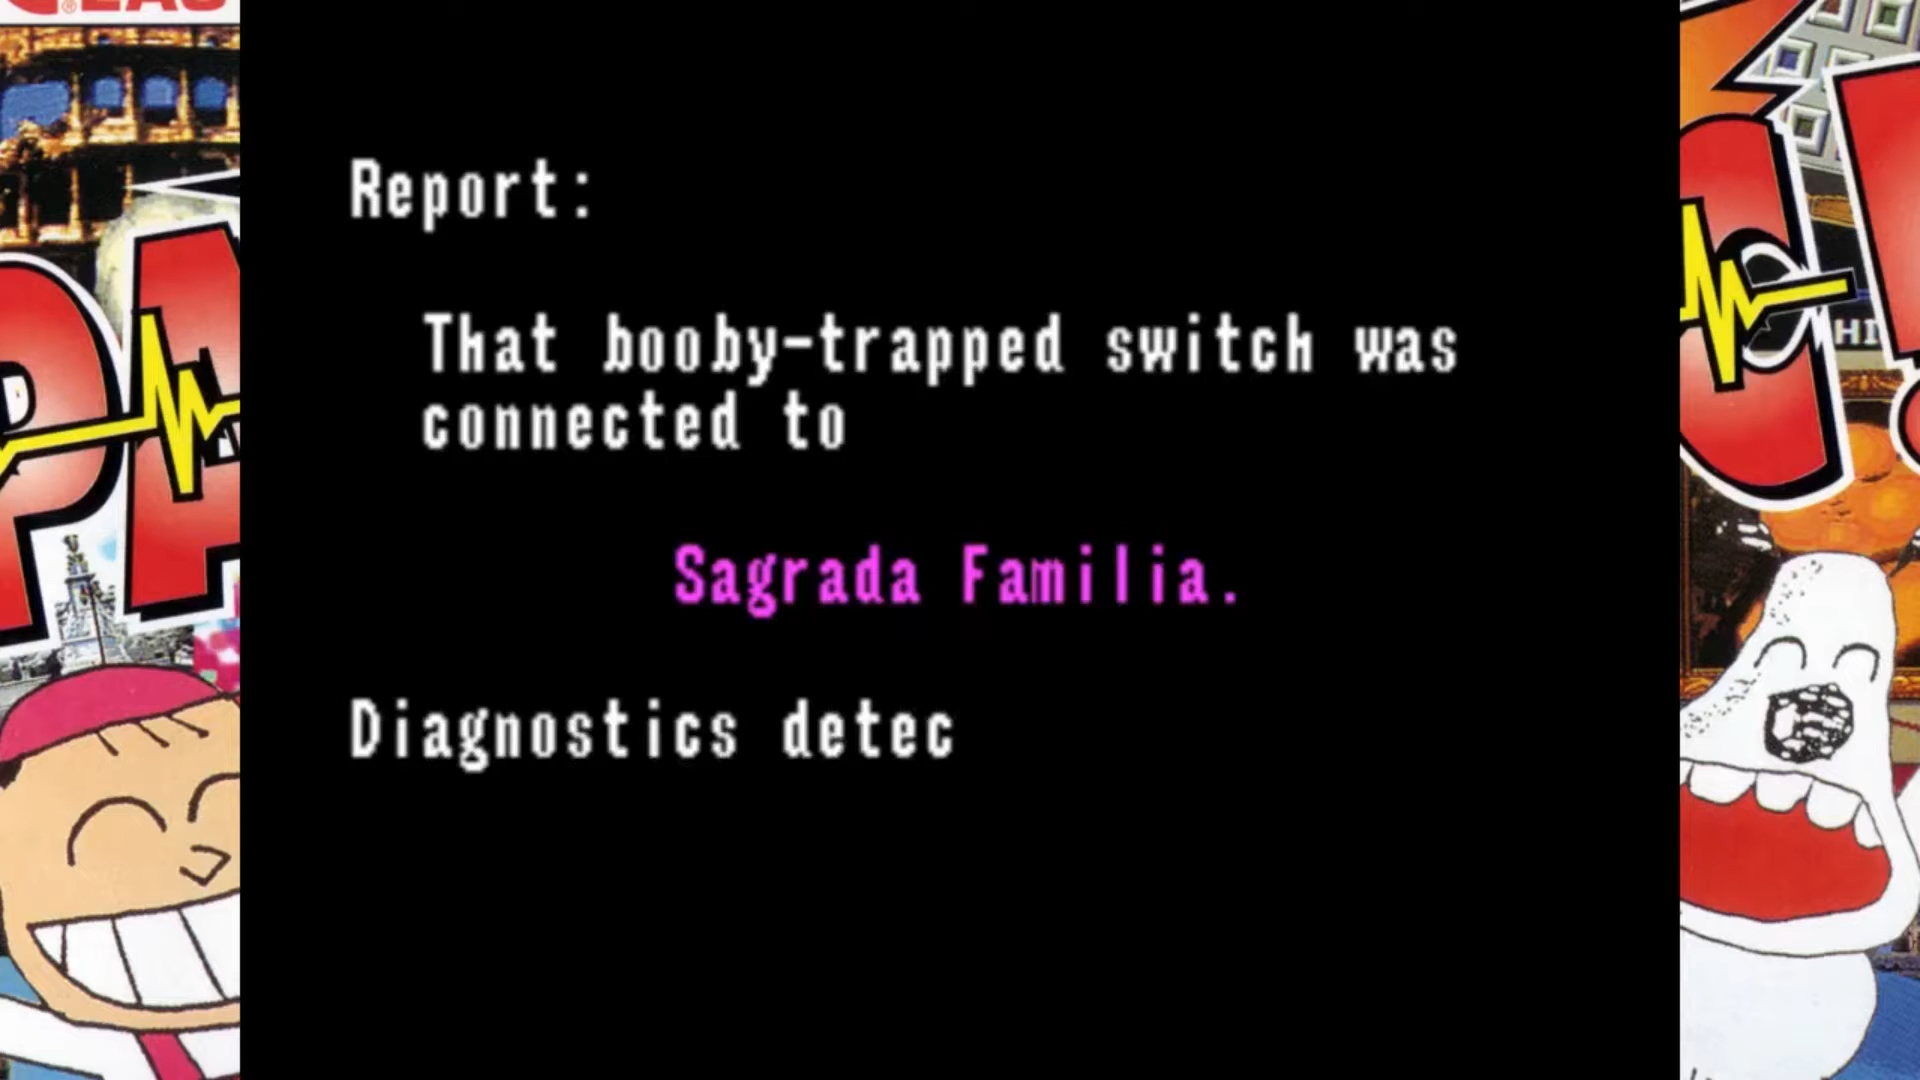 Report:
That booby-trapped switch was
connected to
Sagrada Familia.
Diagnostics detec